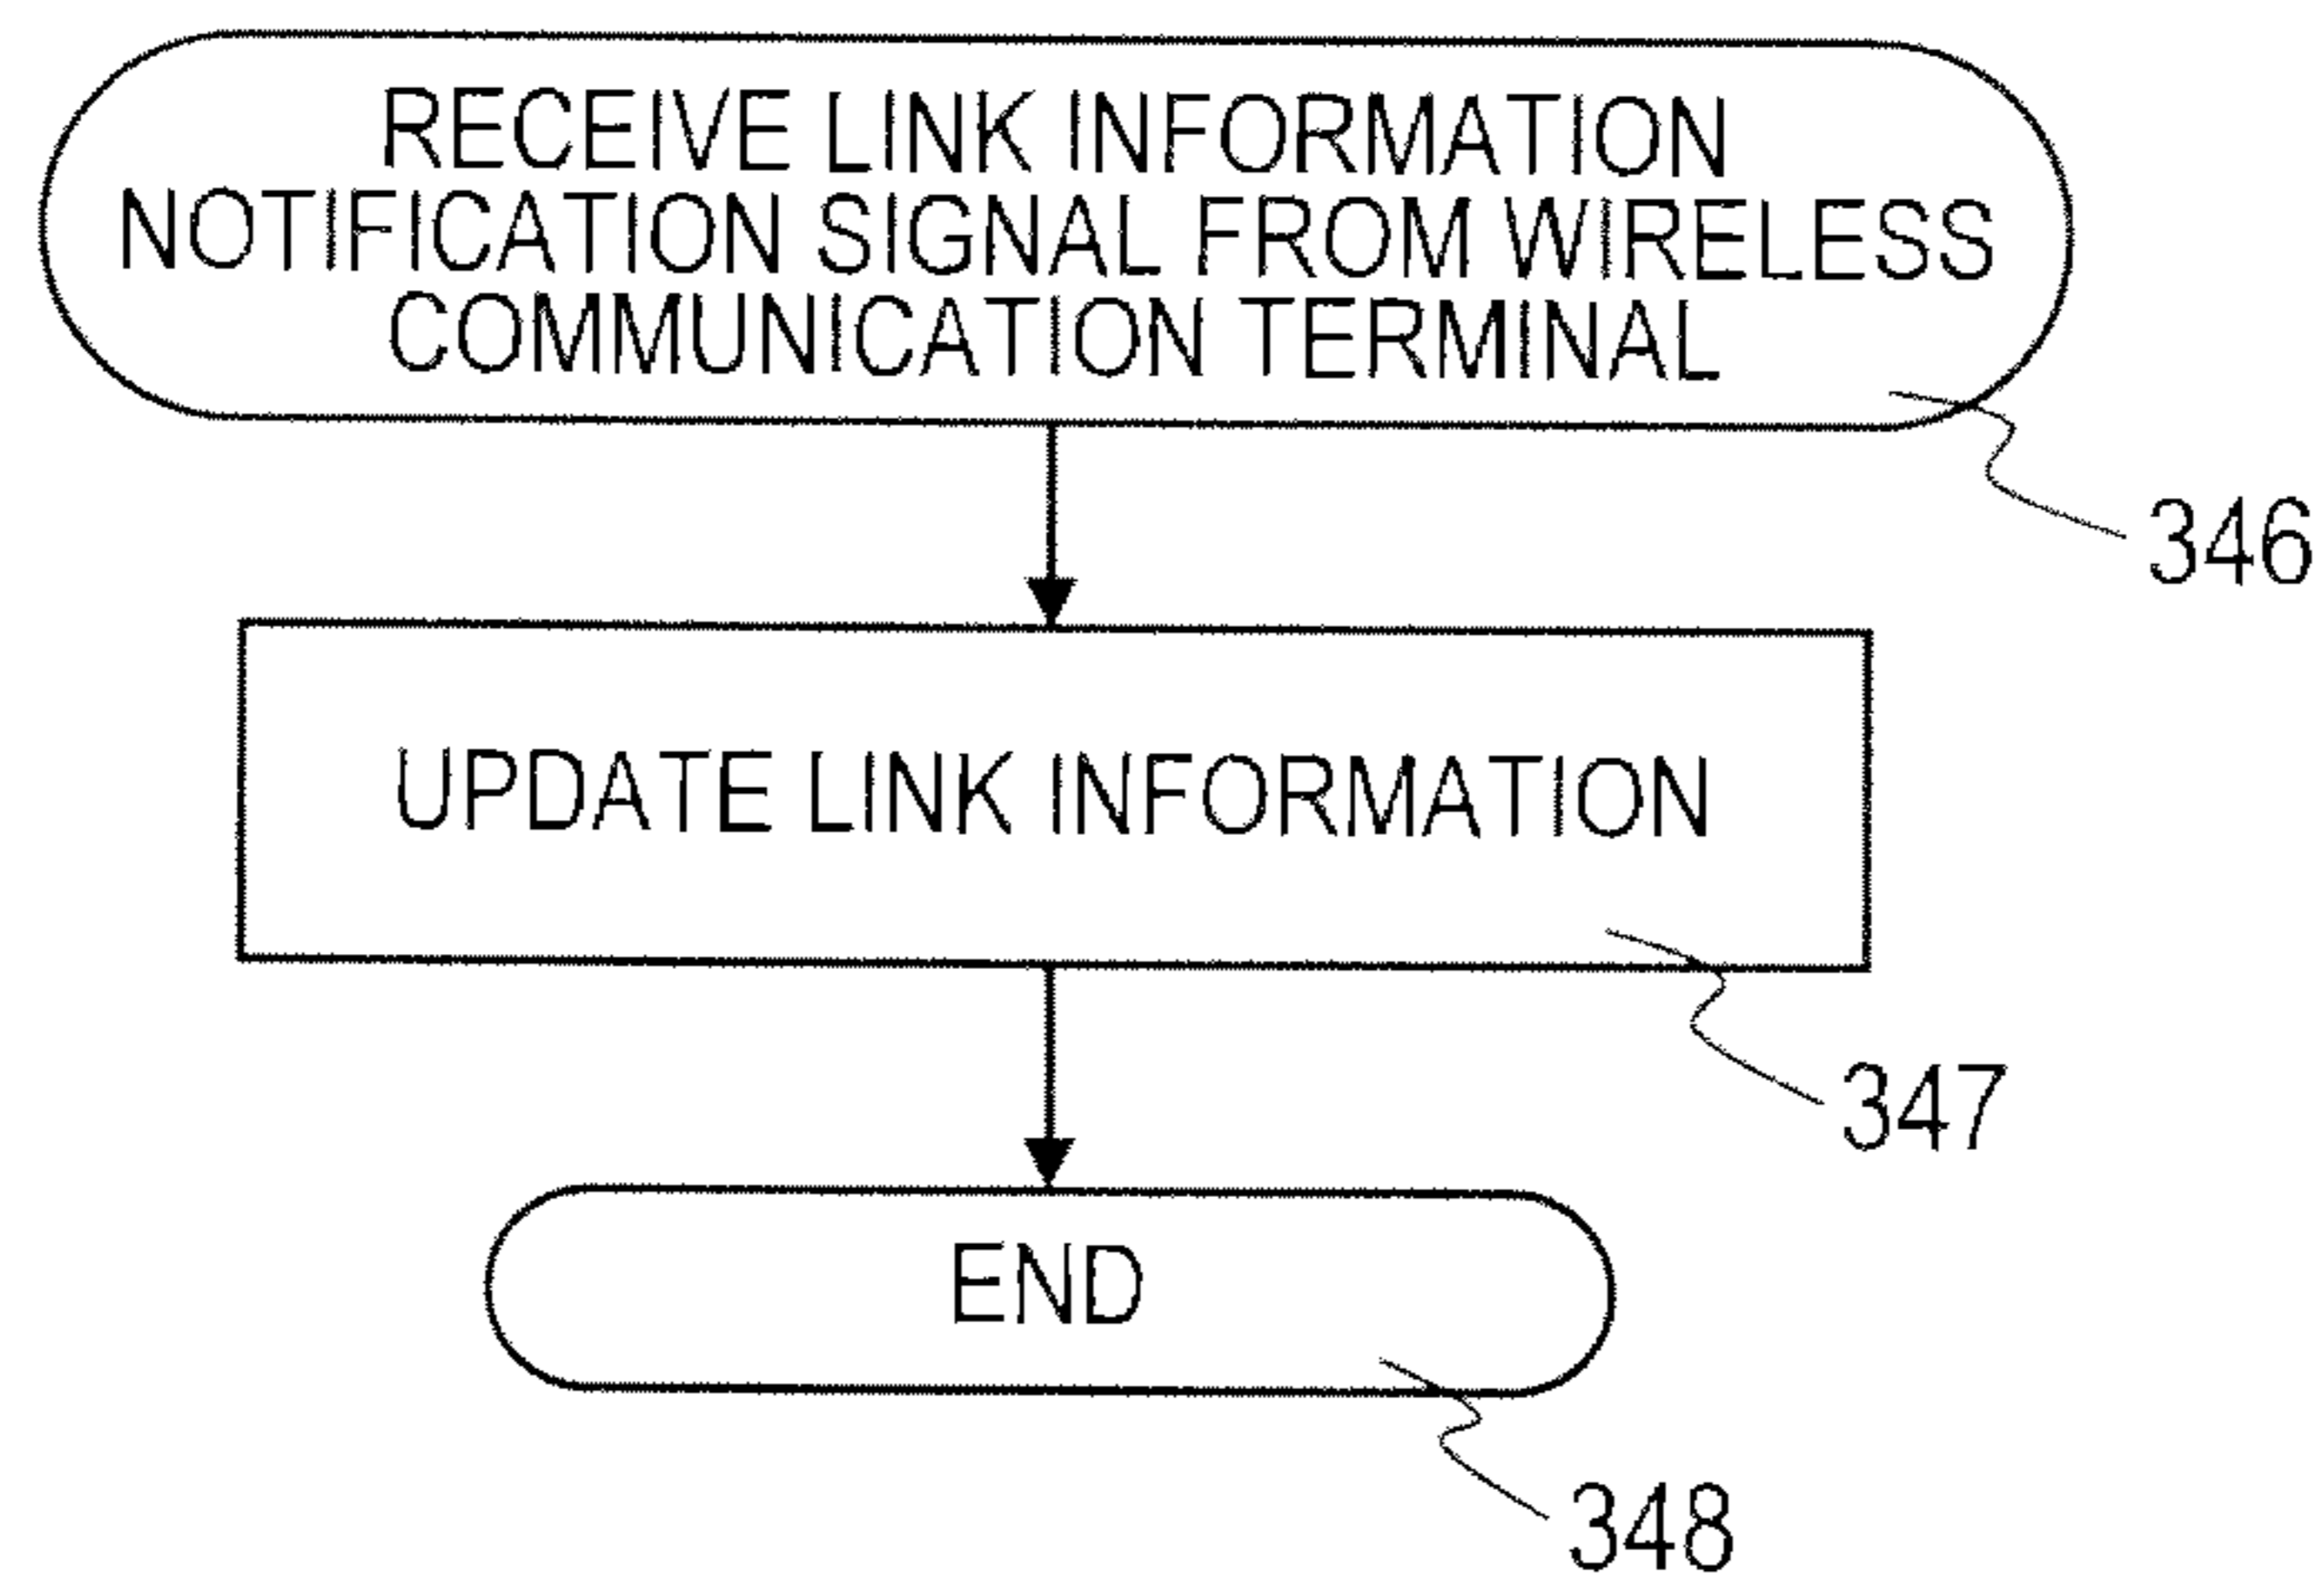 RECEIVE LINK INFORMATION
NOTIFICATION SIGNAL FROM WIRELESS
COMMUNICATION TERMINAL
346
UPDATE LINK INFORMATION
347
END
348